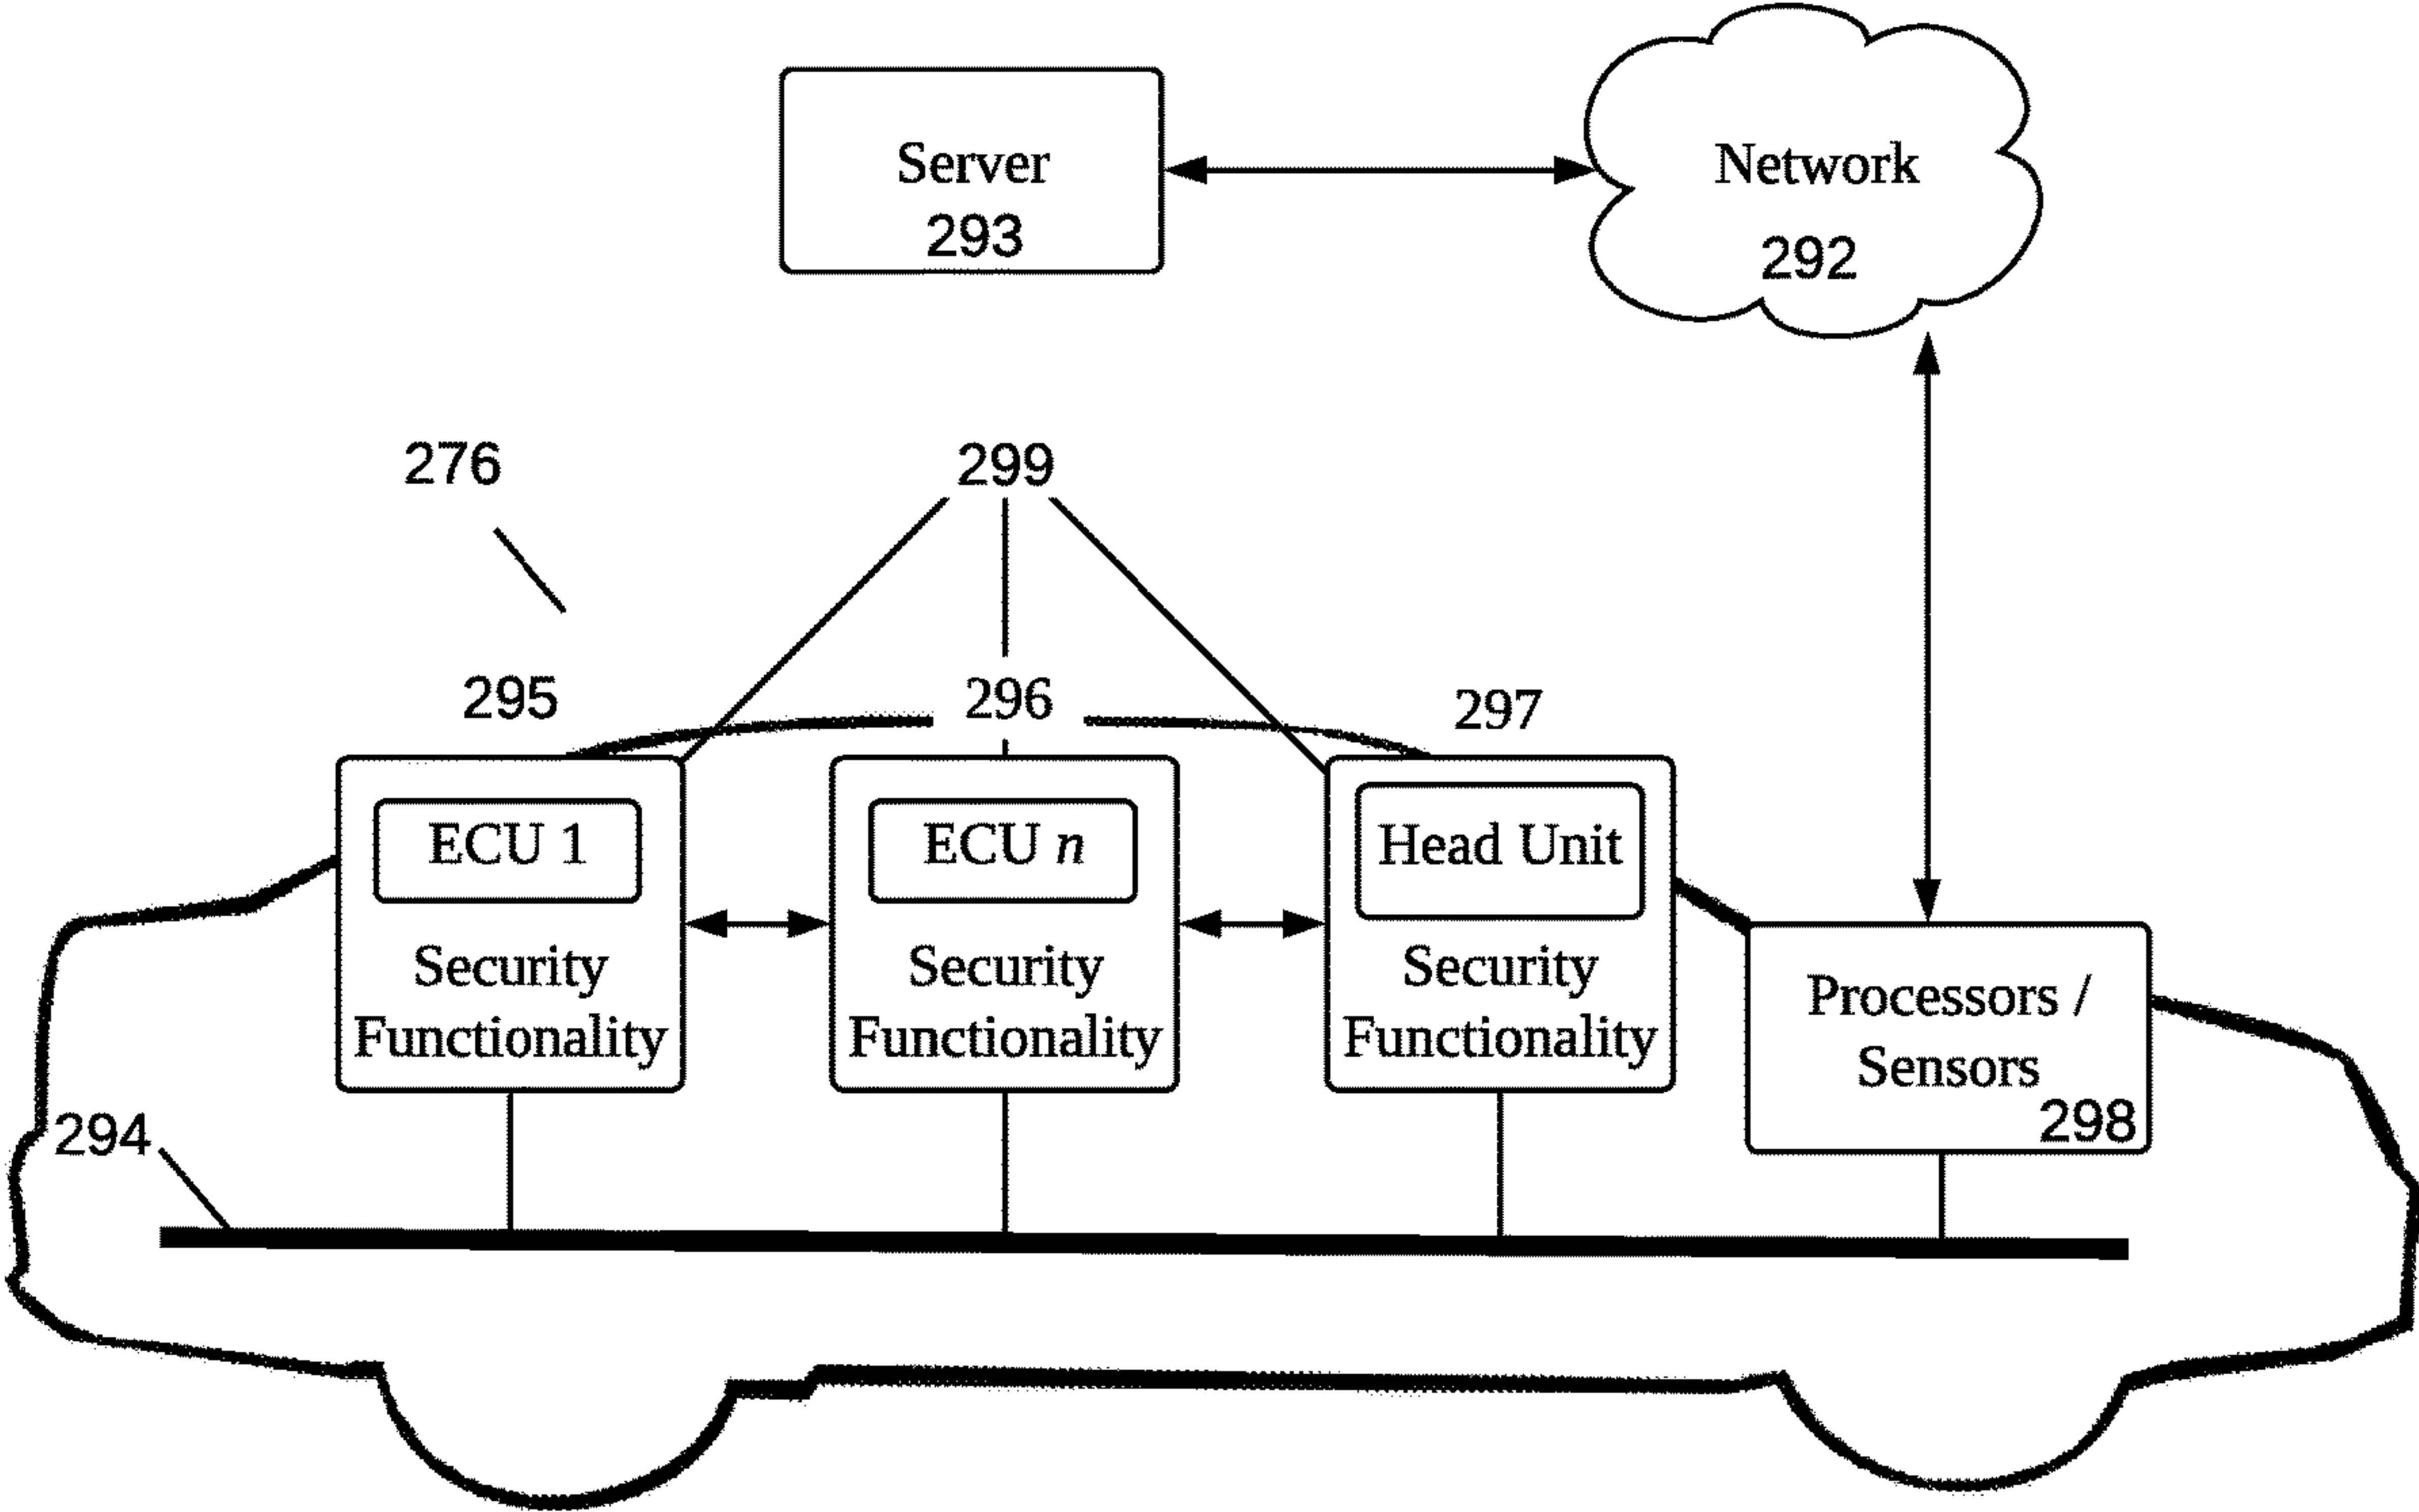 Server
293
Network
292
276
299
295
296
297
ECU 1
Security
Functionality
ECU n
Security
Functionality
Head Unit
Security
Functionality
Processors /
Sensors
298
294